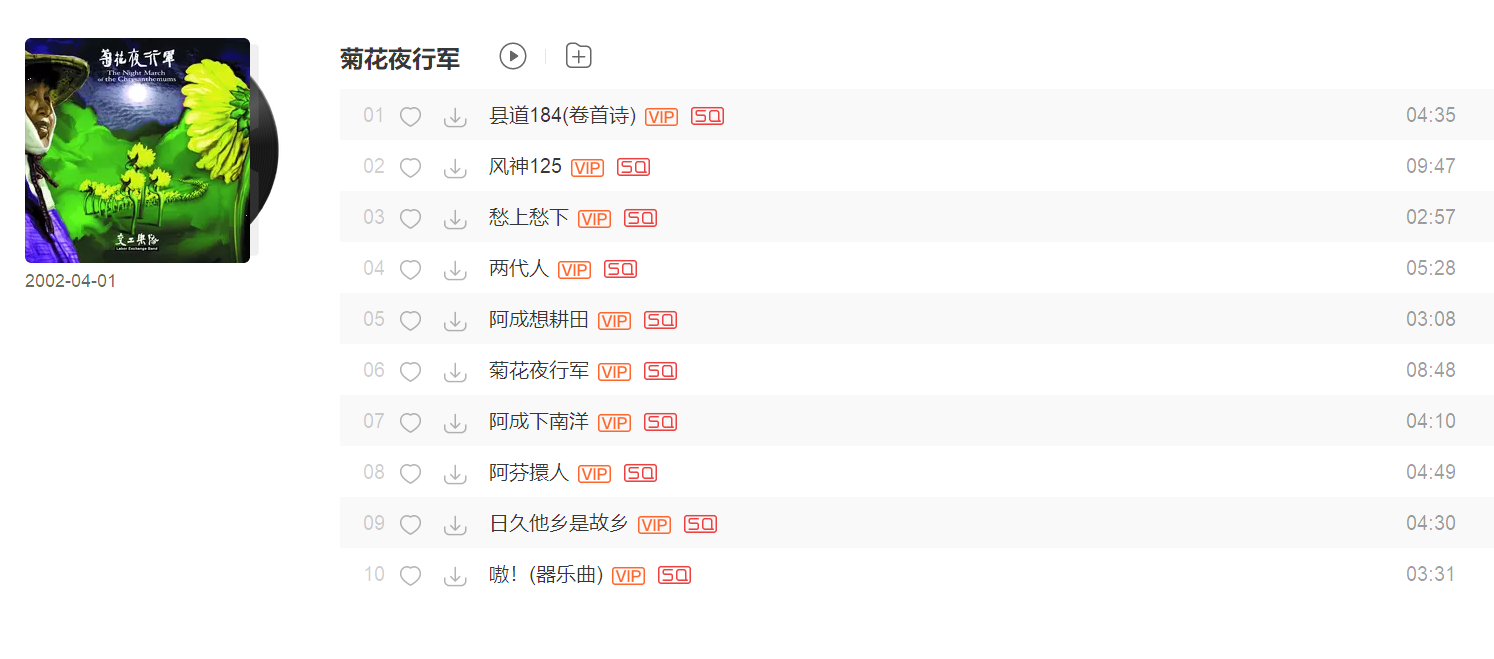 菊花夜行軍
The Night March
of the Chrysanthemums
交工樂隊
Labor Exchange Band
2002-04-01
菊花夜行军
01 县道184(卷首诗) VIP SQ 04:35
02 风神125 VIP SQ 09:47
03 愁上愁下 VIP SQ 02:57
04 两代人 VIP SQ 05:28
05 阿成想耕田 VIP SQ 03:08
06 菊花夜行军 VIP SQ 08:48
07 阿成下南洋 VIP SQ 04:10
08 阿芬擐人 VIP SQ 04:49
09 日久他乡是故乡 VIP SQ 04:30
10 嗷！(器乐曲) VIP SQ 03:31